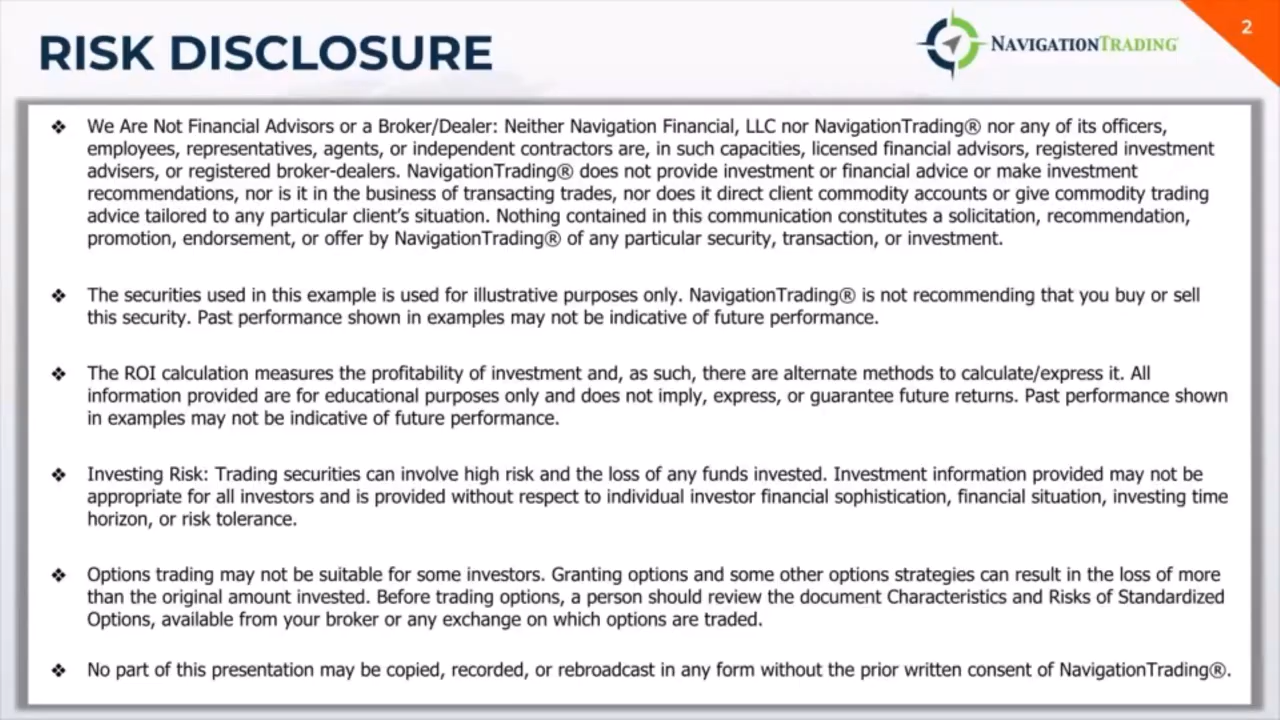 RISK DISCLOSURE
NAVIGATIONTRADING®
2
❖ We Are Not Financial Advisors or a Broker/Dealer: Neither Navigation Financial, LLC nor NavigationTrading® nor any of its officers,
employees, representatives, agents, or independent contractors are, in such capacities, licensed financial advisors, registered investment
advisers, or registered broker-dealers. NavigationTrading® does not provide investment or financial advice or make investment
recommendations, nor is it in the business of transacting trades, nor does it direct client commodity accounts or give commodity trading
advice tailored to any particular client’s situation. Nothing contained in this communication constitutes a solicitation, recommendation,
promotion, endorsement, or offer by NavigationTrading® of any particular security, transaction, or investment.
❖ The securities used in this example is used for illustrative purposes only. NavigationTrading® is not recommending that you buy or sell
this security. Past performance shown in examples may not be indicative of future performance.
❖ The ROI calculation measures the profitability of investment and, as such, there are alternate methods to calculate/express it. All
information provided are for educational purposes only and does not imply, express, or guarantee future returns. Past performance shown
in examples may not be indicative of future performance.
❖ Investing Risk: Trading securities can involve high risk and the loss of any funds invested. Investment information provided may not be
appropriate for all investors and is provided without respect to individual investor financial sophistication, financial situation, investing time
horizon, or risk tolerance.
❖ Options trading may not be suitable for some investors. Granting options and some other options strategies can result in the loss of more
than the original amount invested. Before trading options, a person should review the document Characteristics and Risks of Standardized
Options, available from your broker or any exchange on which options are traded.
❖ No part of this presentation may be copied, recorded, or rebroadcast in any form without the prior written consent of NavigationTrading®.